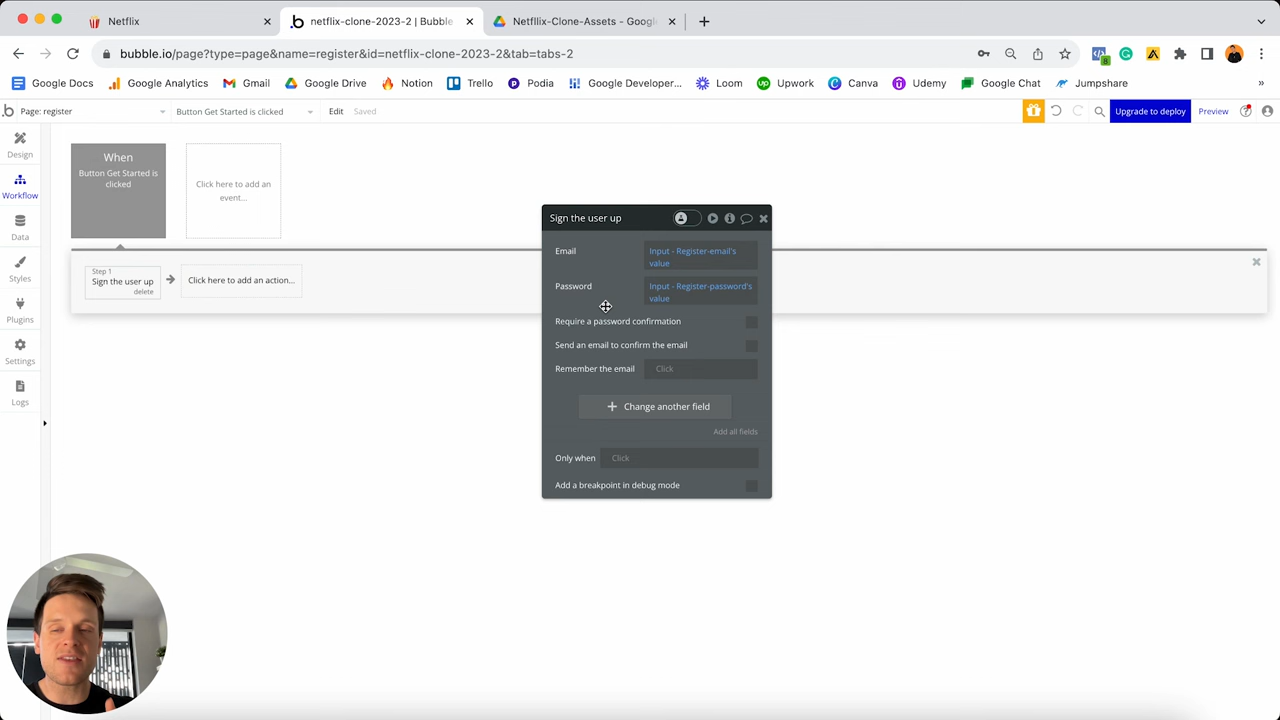 Netflix
netflix-clone-2023-2 | Bubble
Netfllix-Clone-Assets - Google
bubble.io/page?type=page&name=register&id=netflix-clone-2023-2&tab=tabs-2
8
Google Docs
Google Analytics
Gmail
Google Drive
Notion
Trello
Podia
Google Developer...
Loom
Upwork
Canva
Udemy
Google Chat
Jumpshare
»
Page: register
Button Get Started is clicked
Edit
Saved
Upgrade to deploy
Preview
Design
Workflow
Data
Styles
Plugins
Settings
Logs
When
Button Get Started is
clicked
Click here to add an
event...
Step 1
Sign the user up
delete
Click here to add an action...
Sign the user up
Email
Input - Register-email's
value
Password
Input - Register-password's
value
Require a password confirmation
Send an email to confirm the email
Remember the email
Click
Change another field
Add all fields
Only when
Click
Add a breakpoint in debug mode